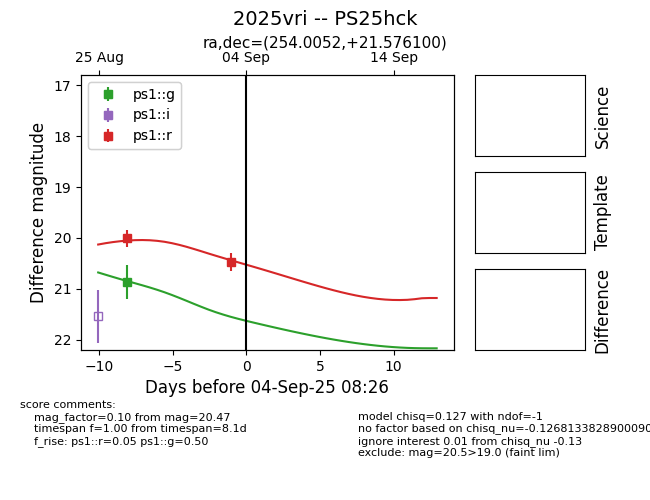 2025vri -- PS25hck
ra,dec=(254.0052,+21.576100)
25 Aug
04 Sep
14 Sep
17
18
19
20
21
22
Difference magnitude
ps1::g
ps1::i
ps1::r
Science
Template
Difference
−10
−5
0
5
10
Days before 04-Sep-25 08:26
score comments:
mag_factor=0.10 from mag=20.47
timespan f=1.00 from timespan=8.1d
f_rise: ps1::r=0.05 ps1::g=0.50
model chisq=0.127 with ndof=-1
no factor based on chisq_nu=-0.1268133828900090
ignore interest 0.01 from chisq_nu -0.13
exclude: mag=20.5>19.0 (faint lim)